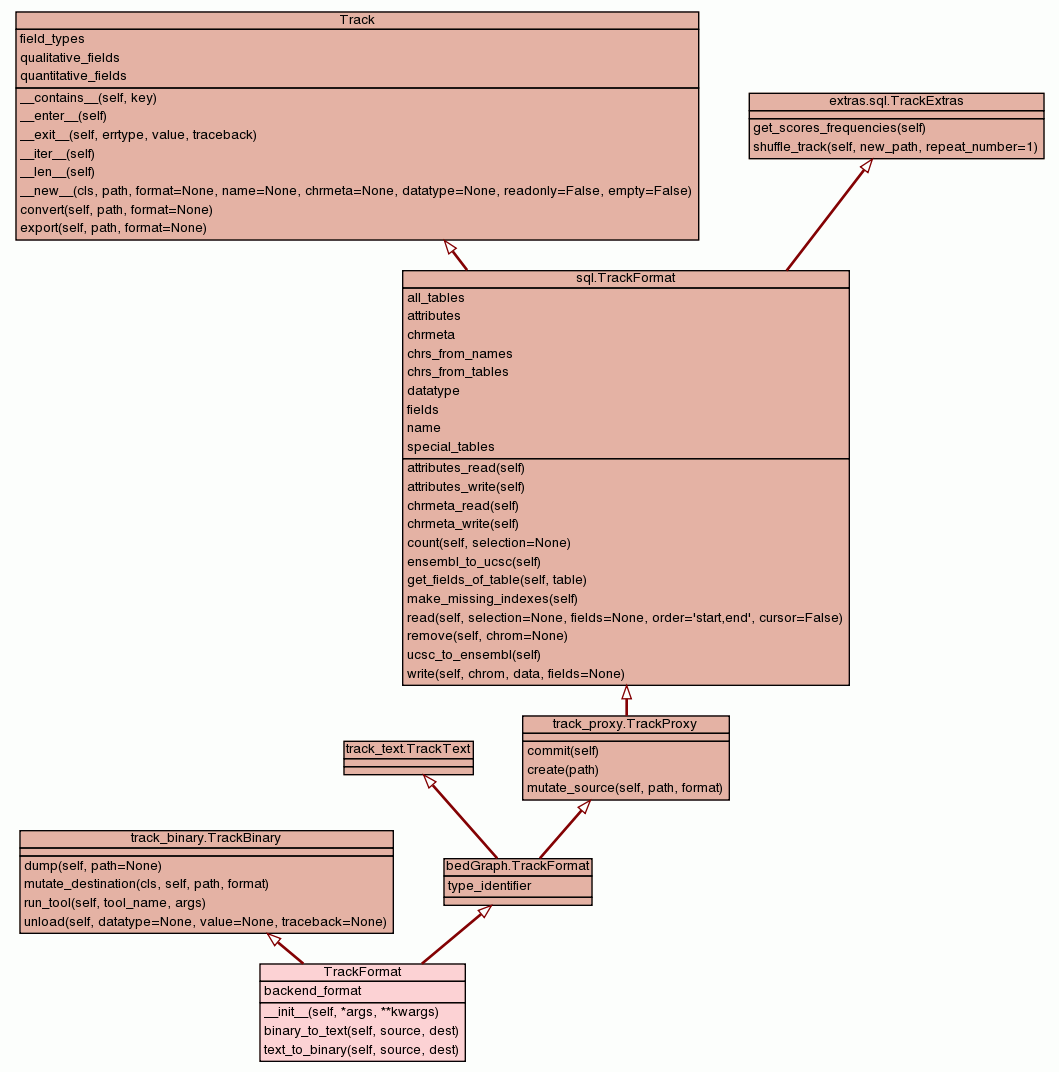 Track
field_types
qualitative_fields
quantitative_fields
__contains__(self, key)
__enter__(self)
__exit__(self, errtype, value, traceback)
__iter__(self)
__len__(self)
__new__(cls, path, format=None, name=None, chrmeta=None, datatype=None, readonly=False, empty=False)
convert(self, path, format=None)
export(self, path, format=None)
extras.sql.TrackExtras
get_scores_frequencies(self)
shuffle_track(self, new_path, repeat_number=1)
sql.TrackFormat
all_tables
attributes
chrmeta
chrs_from_names
chrs_from_tables
datatype
fields
name
special_tables
attributes_read(self)
attributes_write(self)
chrmeta_read(self)
chrmeta_write(self)
count(self, selection=None)
ensembl_to_ucsc(self)
get_fields_of_table(self, table)
make_missing_indexes(self)
read(self, selection=None, fields=None, order='start,end', cursor=False)
remove(self, chrom=None)
ucsc_to_ensembl(self)
write(self, chrom, data, fields=None)
track_proxy.TrackProxy
commit(self)
create(path)
mutate_source(self, path, format)
track_text.TrackText
track_binary.TrackBinary
dump(self, path=None)
mutate_destination(cls, self, path, format)
run_tool(self, tool_name, args)
unload(self, datatype=None, value=None, traceback=None)
bedGraph.TrackFormat
type_identifier
TrackFormat
backend_format
__init__(self, *args, **kwargs)
binary_to_text(self, source, dest)
text_to_binary(self, source, dest)